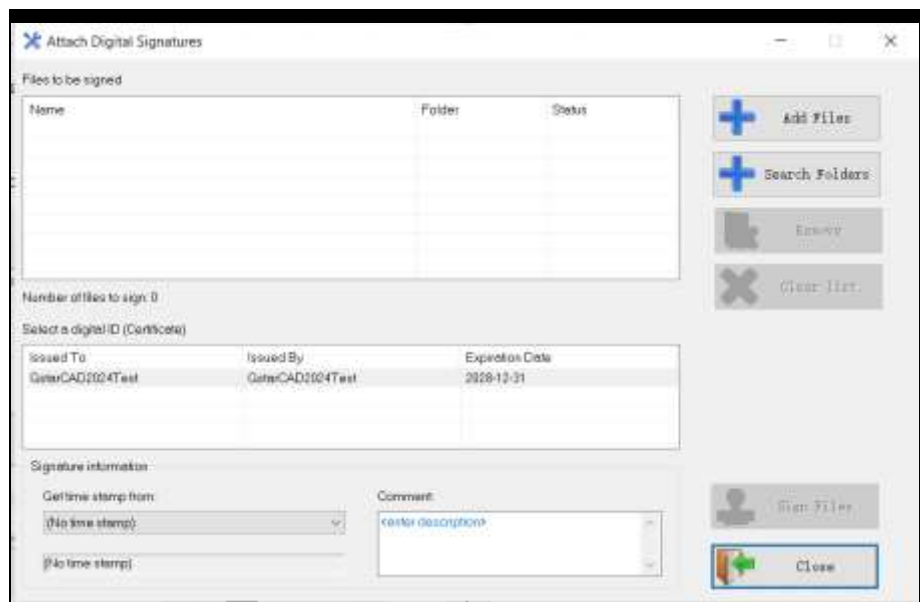 Attach Digital Signatures
Files to be signed
Name Folder Status
Add Files
Search Folders
Remove
Clear list
Number of files to sign: 0
Select a digital ID (Certificate)
Issued To Issued By Expiration Date
GstarCAD2024Test GstarCAD2024Test 2028-12-31
Signature information
Get time stamp from:
(No time stamp)
(No time stamp)
Comment:
<enter description>
Sign Files
Close